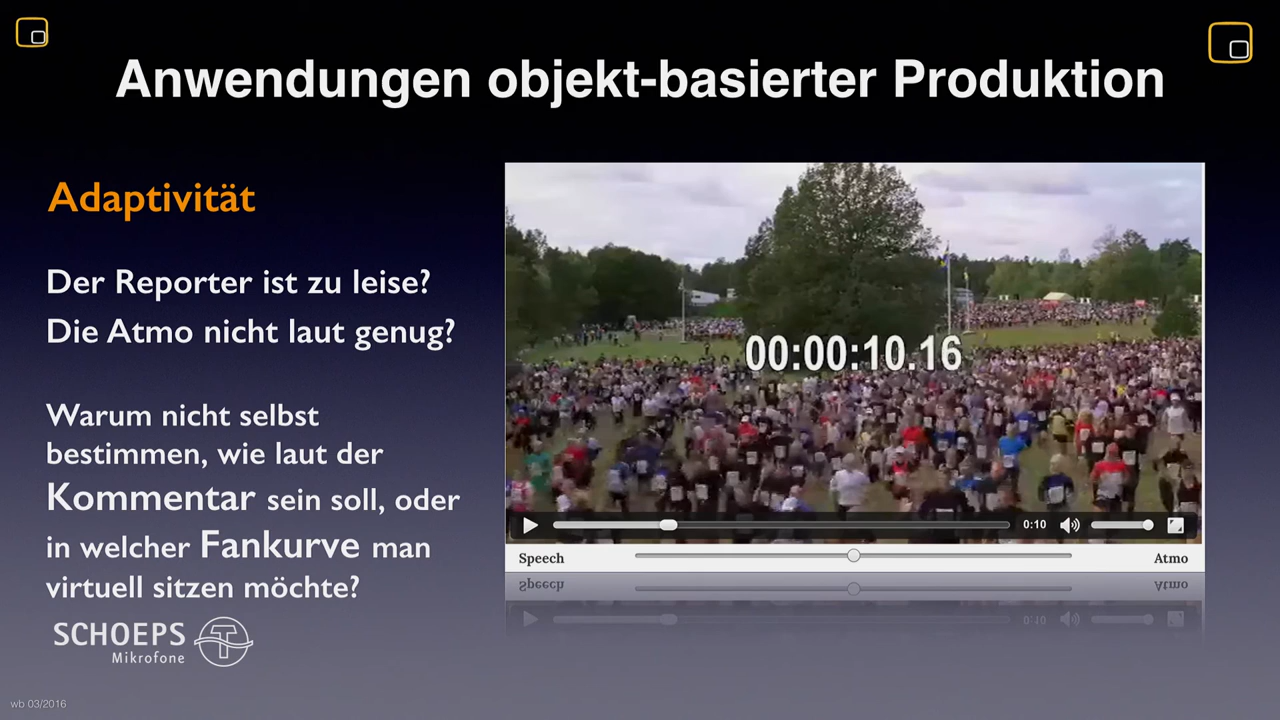 Anwendungen objekt-basierter Produktion
Adaptivität
Der Reporter ist zu leise?
Die Atmo nicht laut genug?
Warum nicht selbst
bestimmen, wie laut der
Kommentar sein soll, oder
in welcher Fankurve man
virtuell sitzen möchte?
00:00:10.16
0:10
Speech
Atmo
SCHOEPS
Mikrofone
wb 03/2016